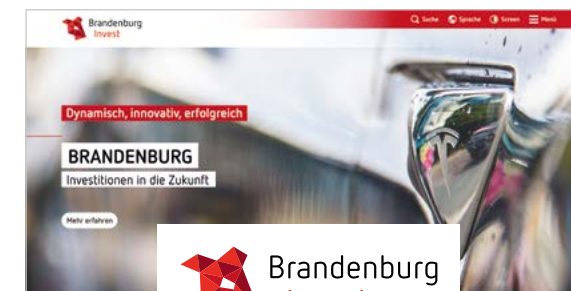 Brandenburg
Invest
Suche Sprache Screen Menü
Dynamisch, innovativ, erfolgreich
BRANDENBURG
Investitionen in die Zukunft
Mehr erfahren
Brandenburg